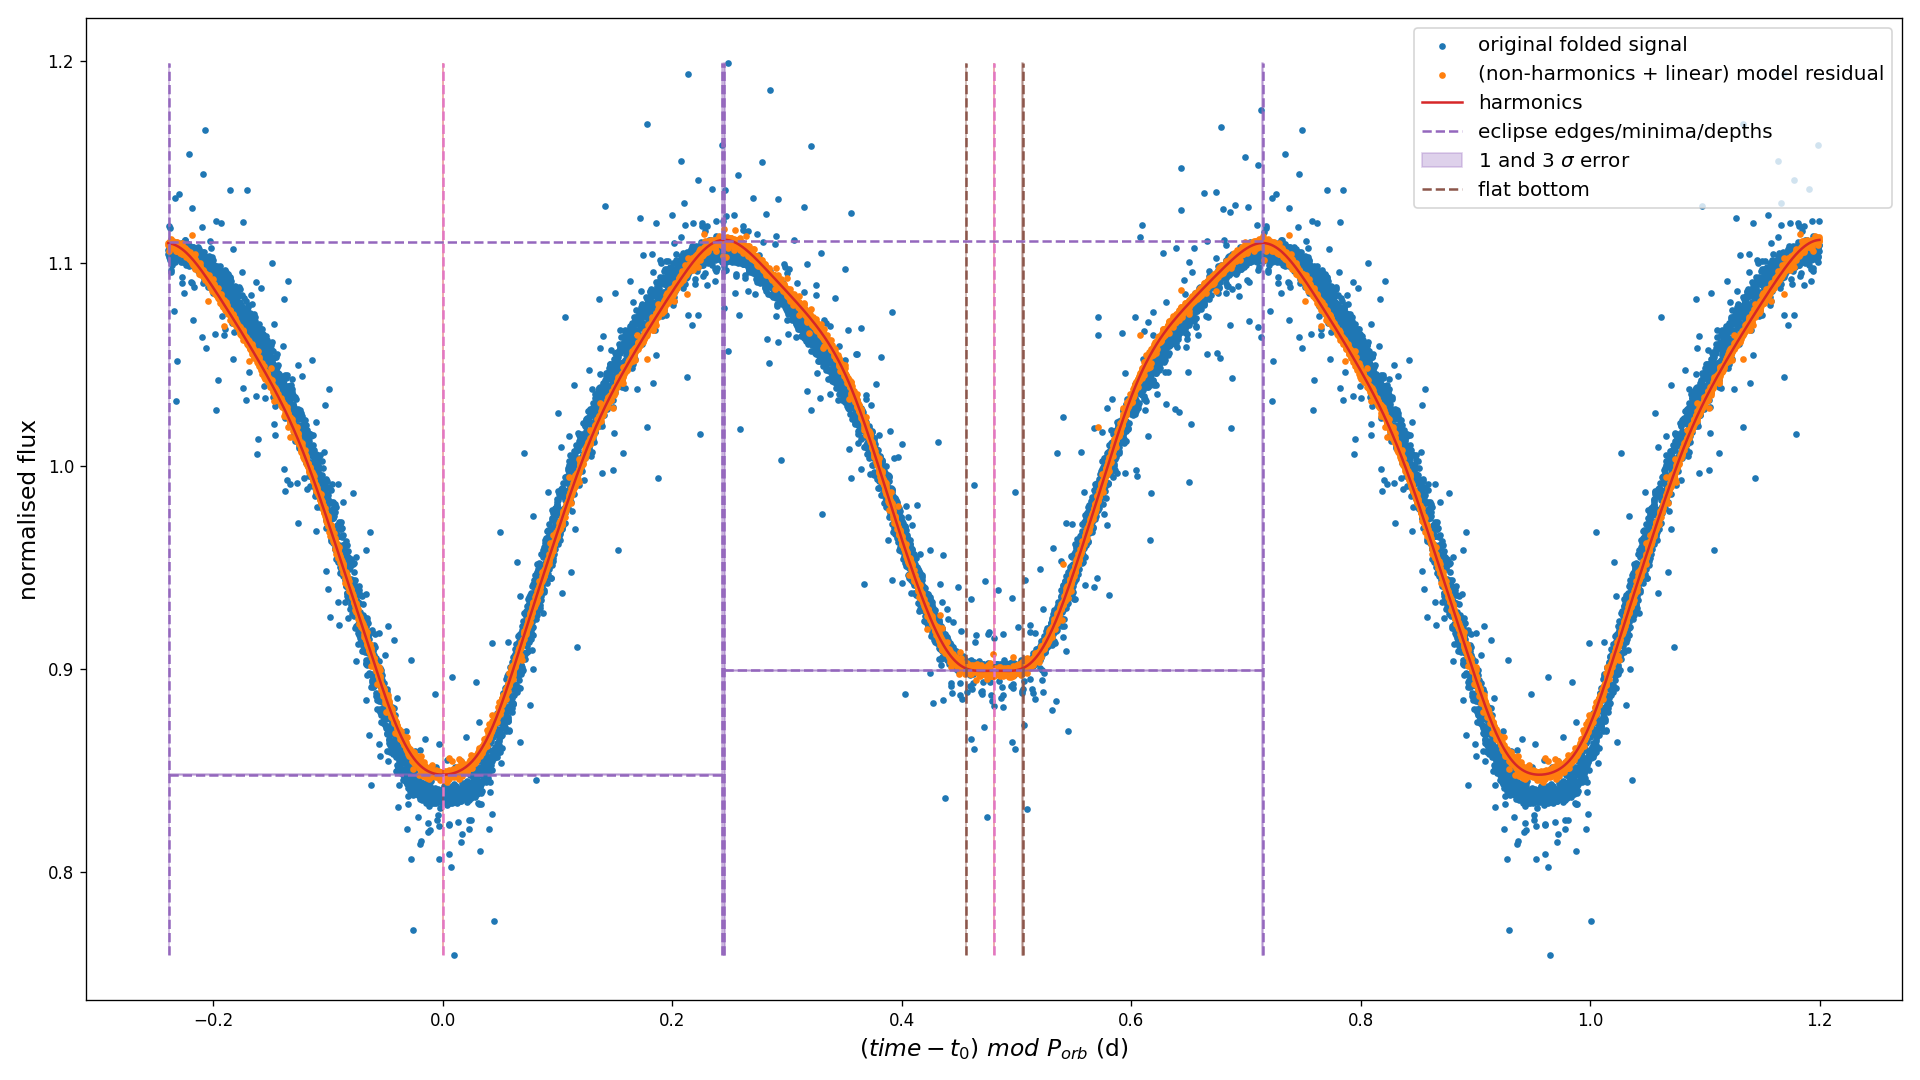 original folded signal
(non-harmonics + linear) model residual
harmonics
eclipse edges/minima/depths
1 and 3 σ error
flat bottom
normalised flux
1.2
1.1
1.0
0.9
0.8
−0.2 0.0 0.2 0.4 0.6 0.8 1.0 1.2
(time − t₀) mod Pₒᵣb (d)